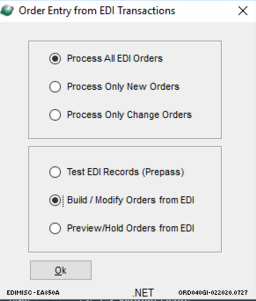 Order Entry from EDI Transactions
Process All EDI Orders
Process Only New Orders
Process Only Change Orders
Test EDI Records (Prepass)
Build / Modify Orders from EDI
Preview/Hold Orders from EDI
Ok
EDIMISC - EA050A .NET ORD040GI-022020.0727